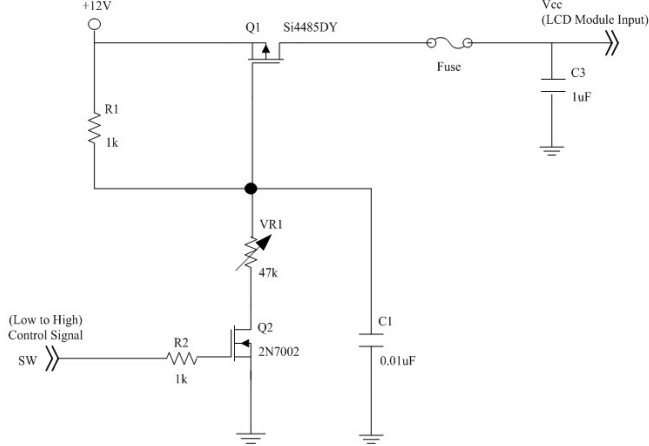 +12V
Q1
Si4485DY
Vcc
(LCD Module Input)
Fuse
C3
1uF
R1
1k
VR1
47k
(Low to High)
Control Signal
SW
R2
1k
Q2
2N7002
C1
0.01uF